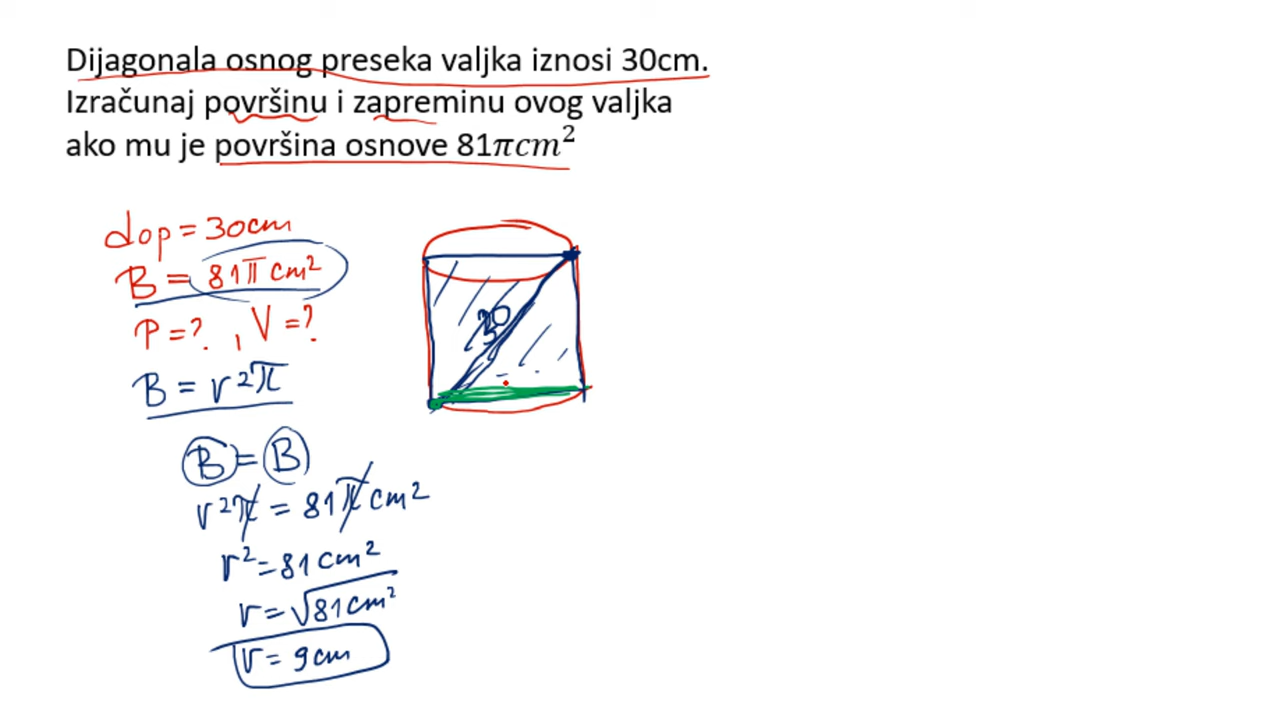 Dijagonala osnog preseka valjka iznosi 30cm.
Izračunaj površinu i zapreminu ovog valjka
ako mu je površina osnove 81𝜋𝑐𝑚²
dop = 30cm
B = 81π cm²
P = ? , V = ?
B = r²π
B = B
r²π = 81π cm²
r² = 81 cm²
r = √81cm²
r = 9cm
30